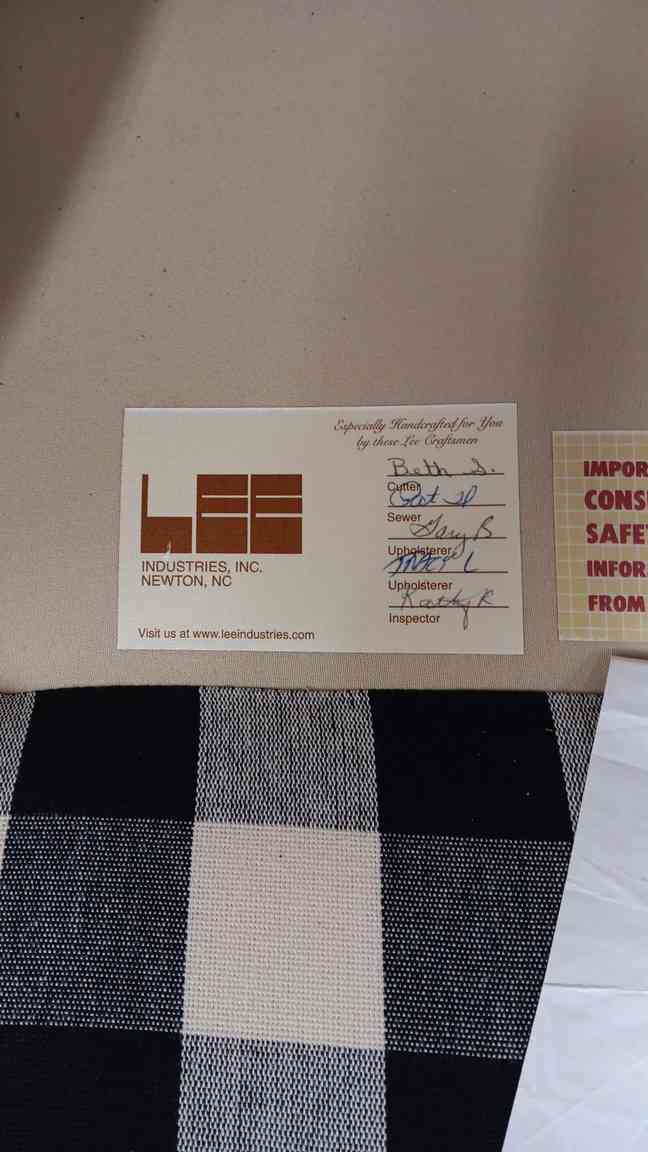 Especially Handcrafted for You
by these Lee Craftsmen
LEE
INDUSTRIES, INC.
NEWTON, NC
Visit us at www.leeindustries.com
Beth S.
Cutter
Sewer
Gary B
Upholsterer
L
Upholsterer
Kathy R
Inspector
IMPOR
CONSU
SAFE
INFOR
FROM